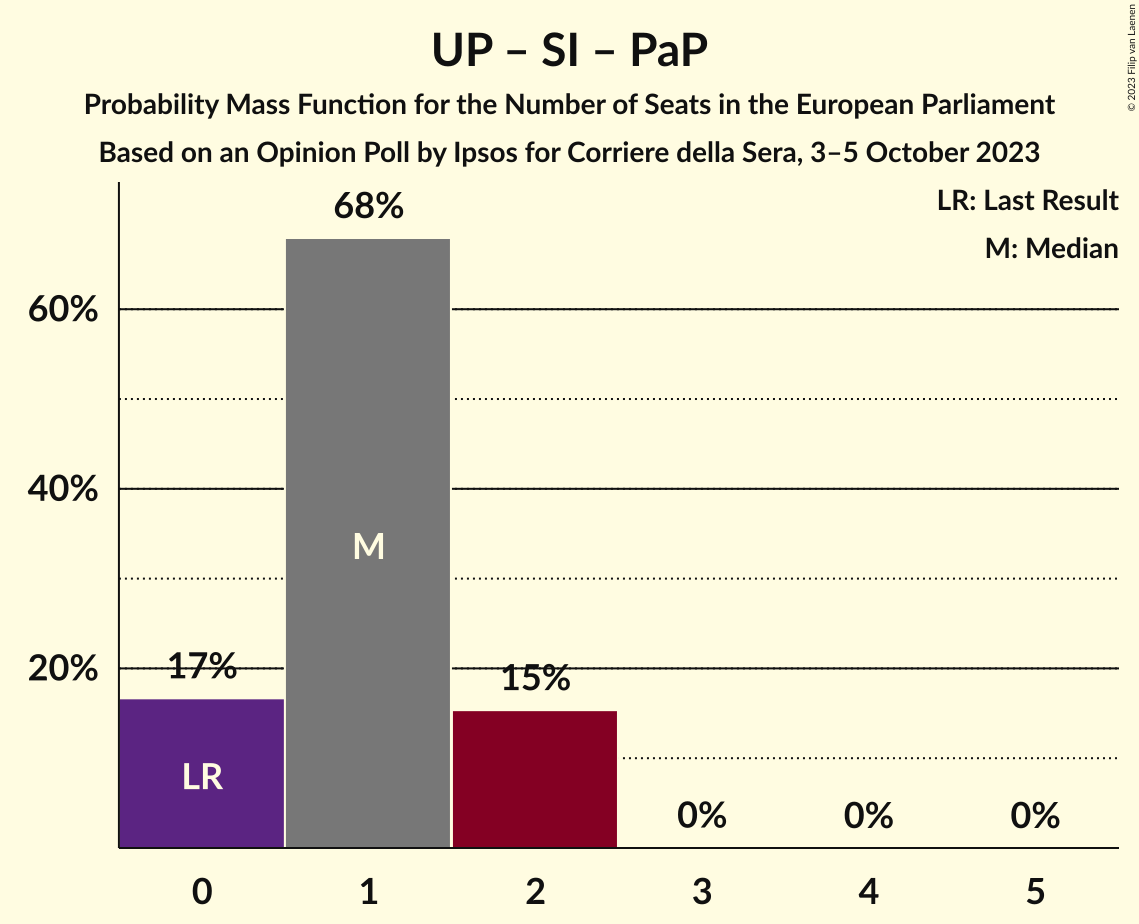 UP – SI – PaP
Probability Mass Function for the Number of Seats in the European Parliament
Based on an Opinion Poll by Ipsos for Corriere della Sera, 3–5 October 2023
© 2023 Filip van Laenen
LR: Last Result
M: Median
68%
60%
40%
M
20%
17%
15%
LR
0%
0%
0%
0
1
2
3
4
5